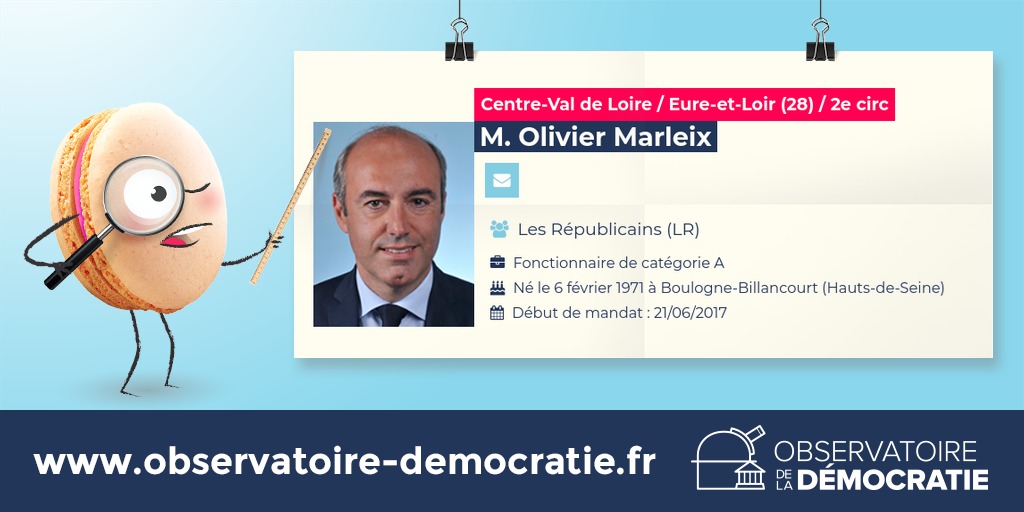 Centre-Val de Loire / Eure-et-Loir (28) / 2e circ
M. Olivier Marleix
Les Républicains (LR)
Fonctionnaire de catégorie A
Né le 6 février 1971 à Boulogne-Billancourt (Hauts-de-Seine)
Début de mandat : 21/06/2017
www.observatoire-democratie.fr
OBSERVATOIRE
DE LA DÉMOCRATIE